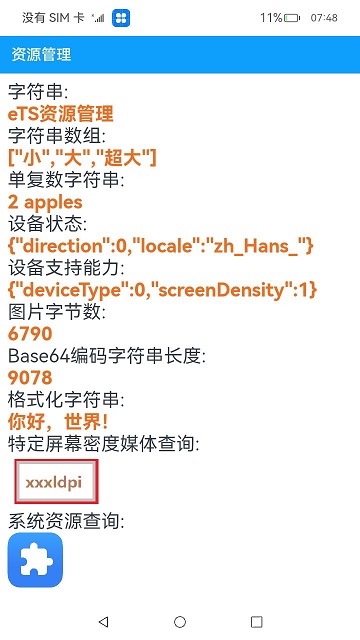 没有 SIM 卡 11% 07:48
资源管理
字符串:
eTS资源管理
字符串数组:
["小","大","超大"]
单复数字符串:
2 apples
设备状态:
{"direction":0,"locale":"zh_Hans_"}
设备支持能力:
{"deviceType":0,"screenDensity":1}
图片字节数:
6790
Base64编码字符串长度:
9078
格式化字符串:
你好，世界！
特定屏幕密度媒体查询:
xxxldpi
系统资源查询: